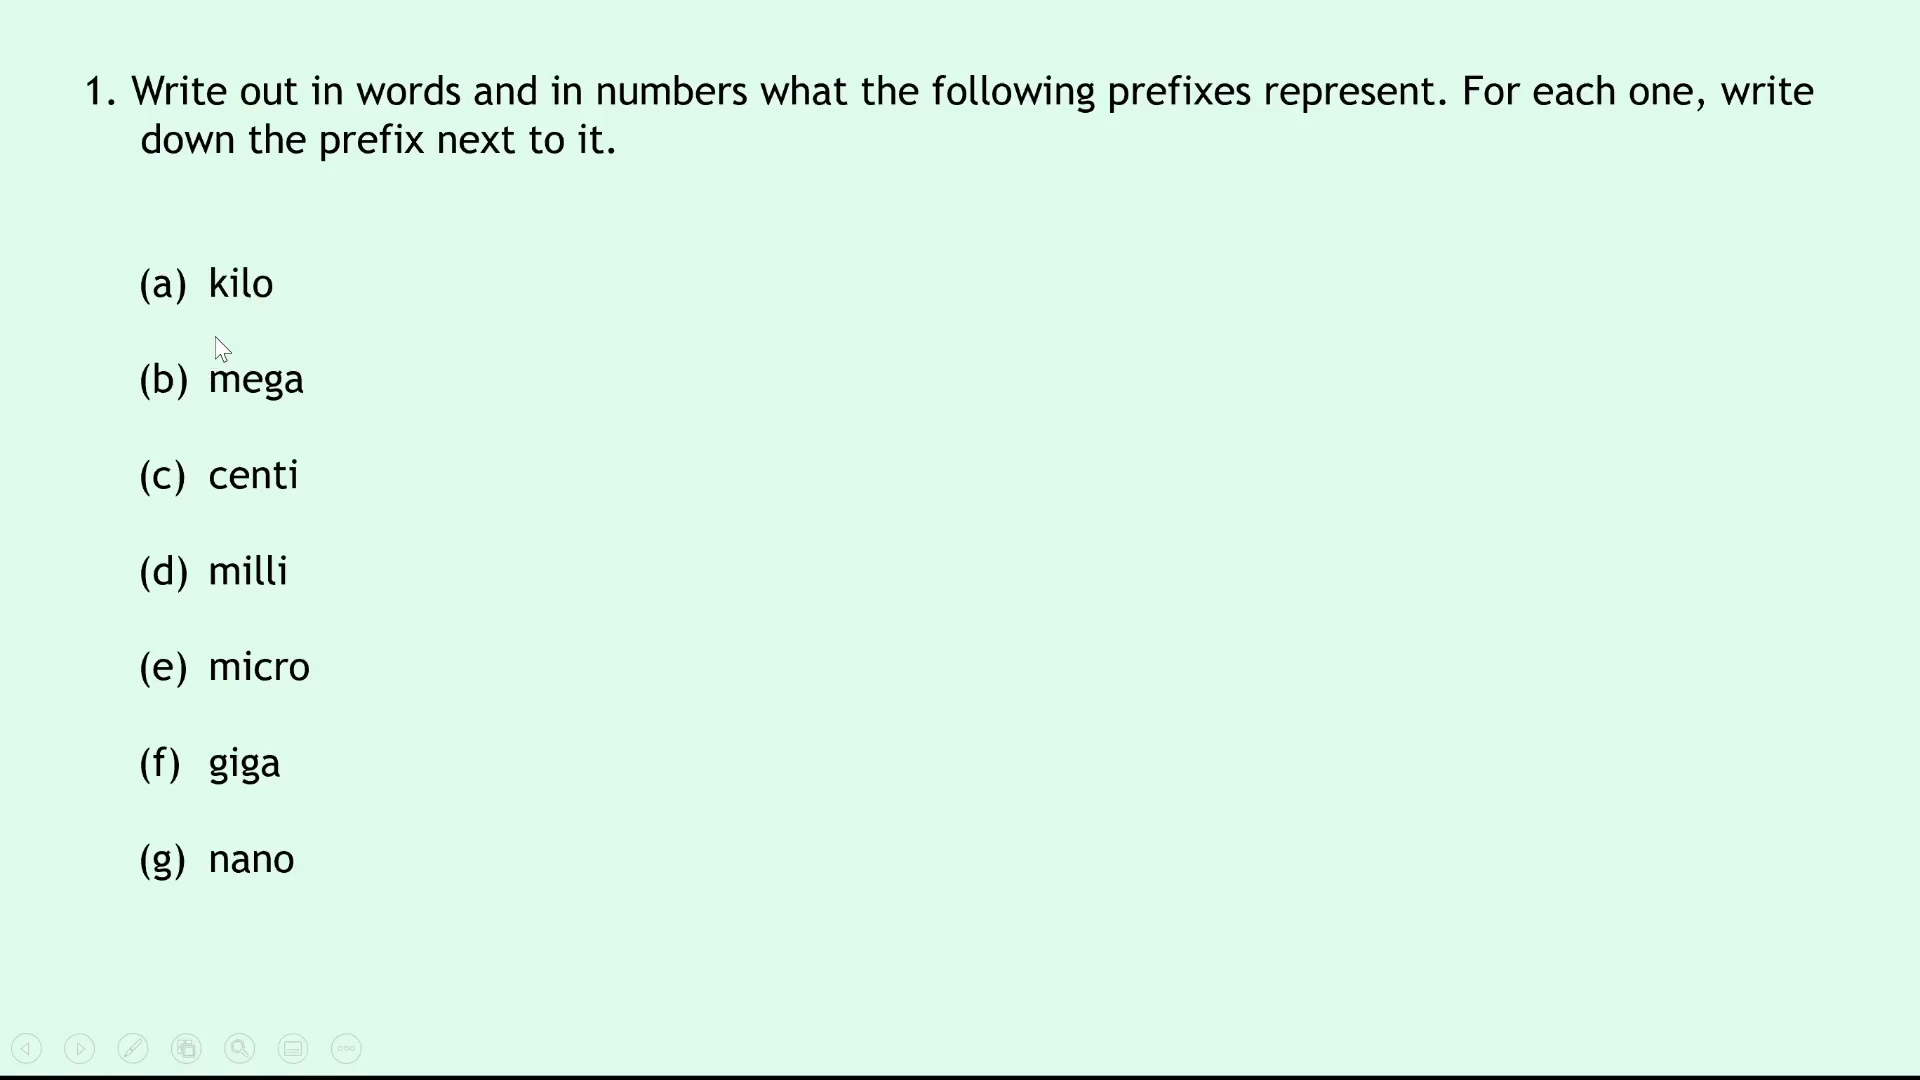 1. Write out in words and in numbers what the following prefixes represent. For each one, write
down the prefix next to it.
(a) kilo
(b) mega
(c) centi
(d) milli
(e) micro
(f) giga
(g) nano